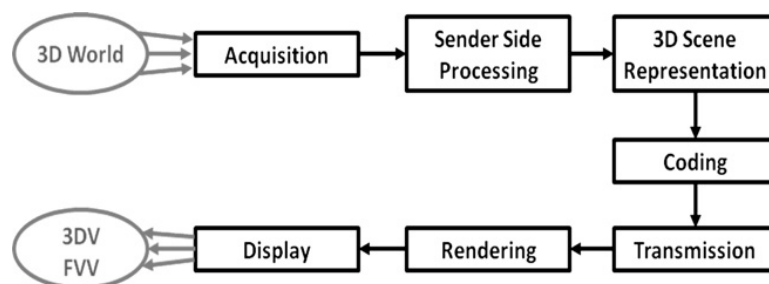 3D World
Acquisition
Sender Side
Processing
3D Scene
Representation
Coding
Transmission
Rendering
Display
3DV
FVV